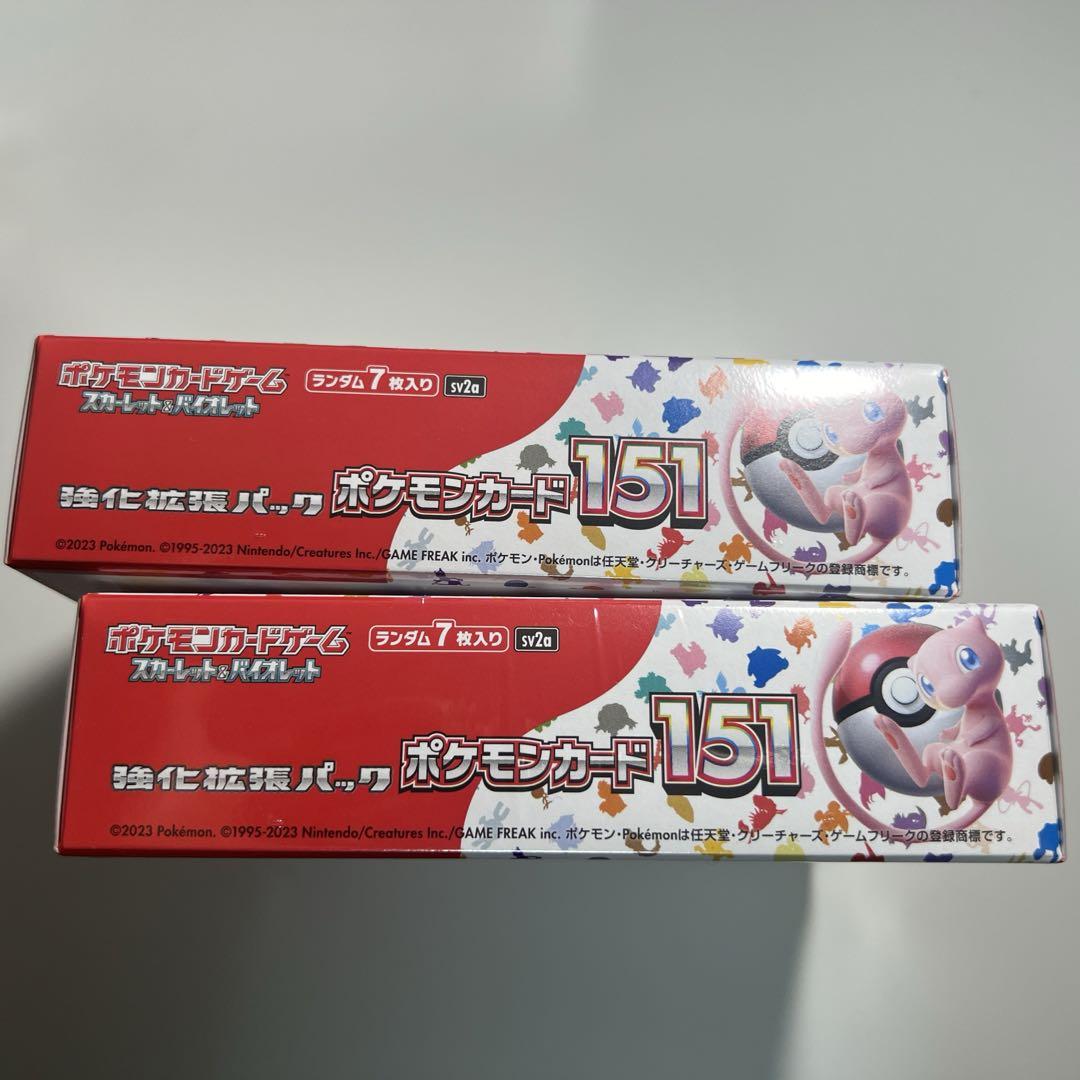 ポケモンカードゲーム ランダム7枚入り sv2a
スカーレット&バイオレット
強化拡張パック ポケモンカード151
©2023 Pokémon. ©1995-2023 Nintendo/Creatures Inc./GAME FREAK inc. ポケモン・Pokémonは任天堂・クリーチャーズ・ゲームフリークの登録商標です。
ポケモンカードゲーム ランダム7枚入り sv2a
スカーレット&バイオレット
強化拡張パック ポケモンカード151
©2023 Pokémon. ©1995-2023 Nintendo/Creatures Inc./GAME FREAK inc. ポケモン・Pokémonは任天堂・クリーチャーズ・ゲームフリークの登録商標です。